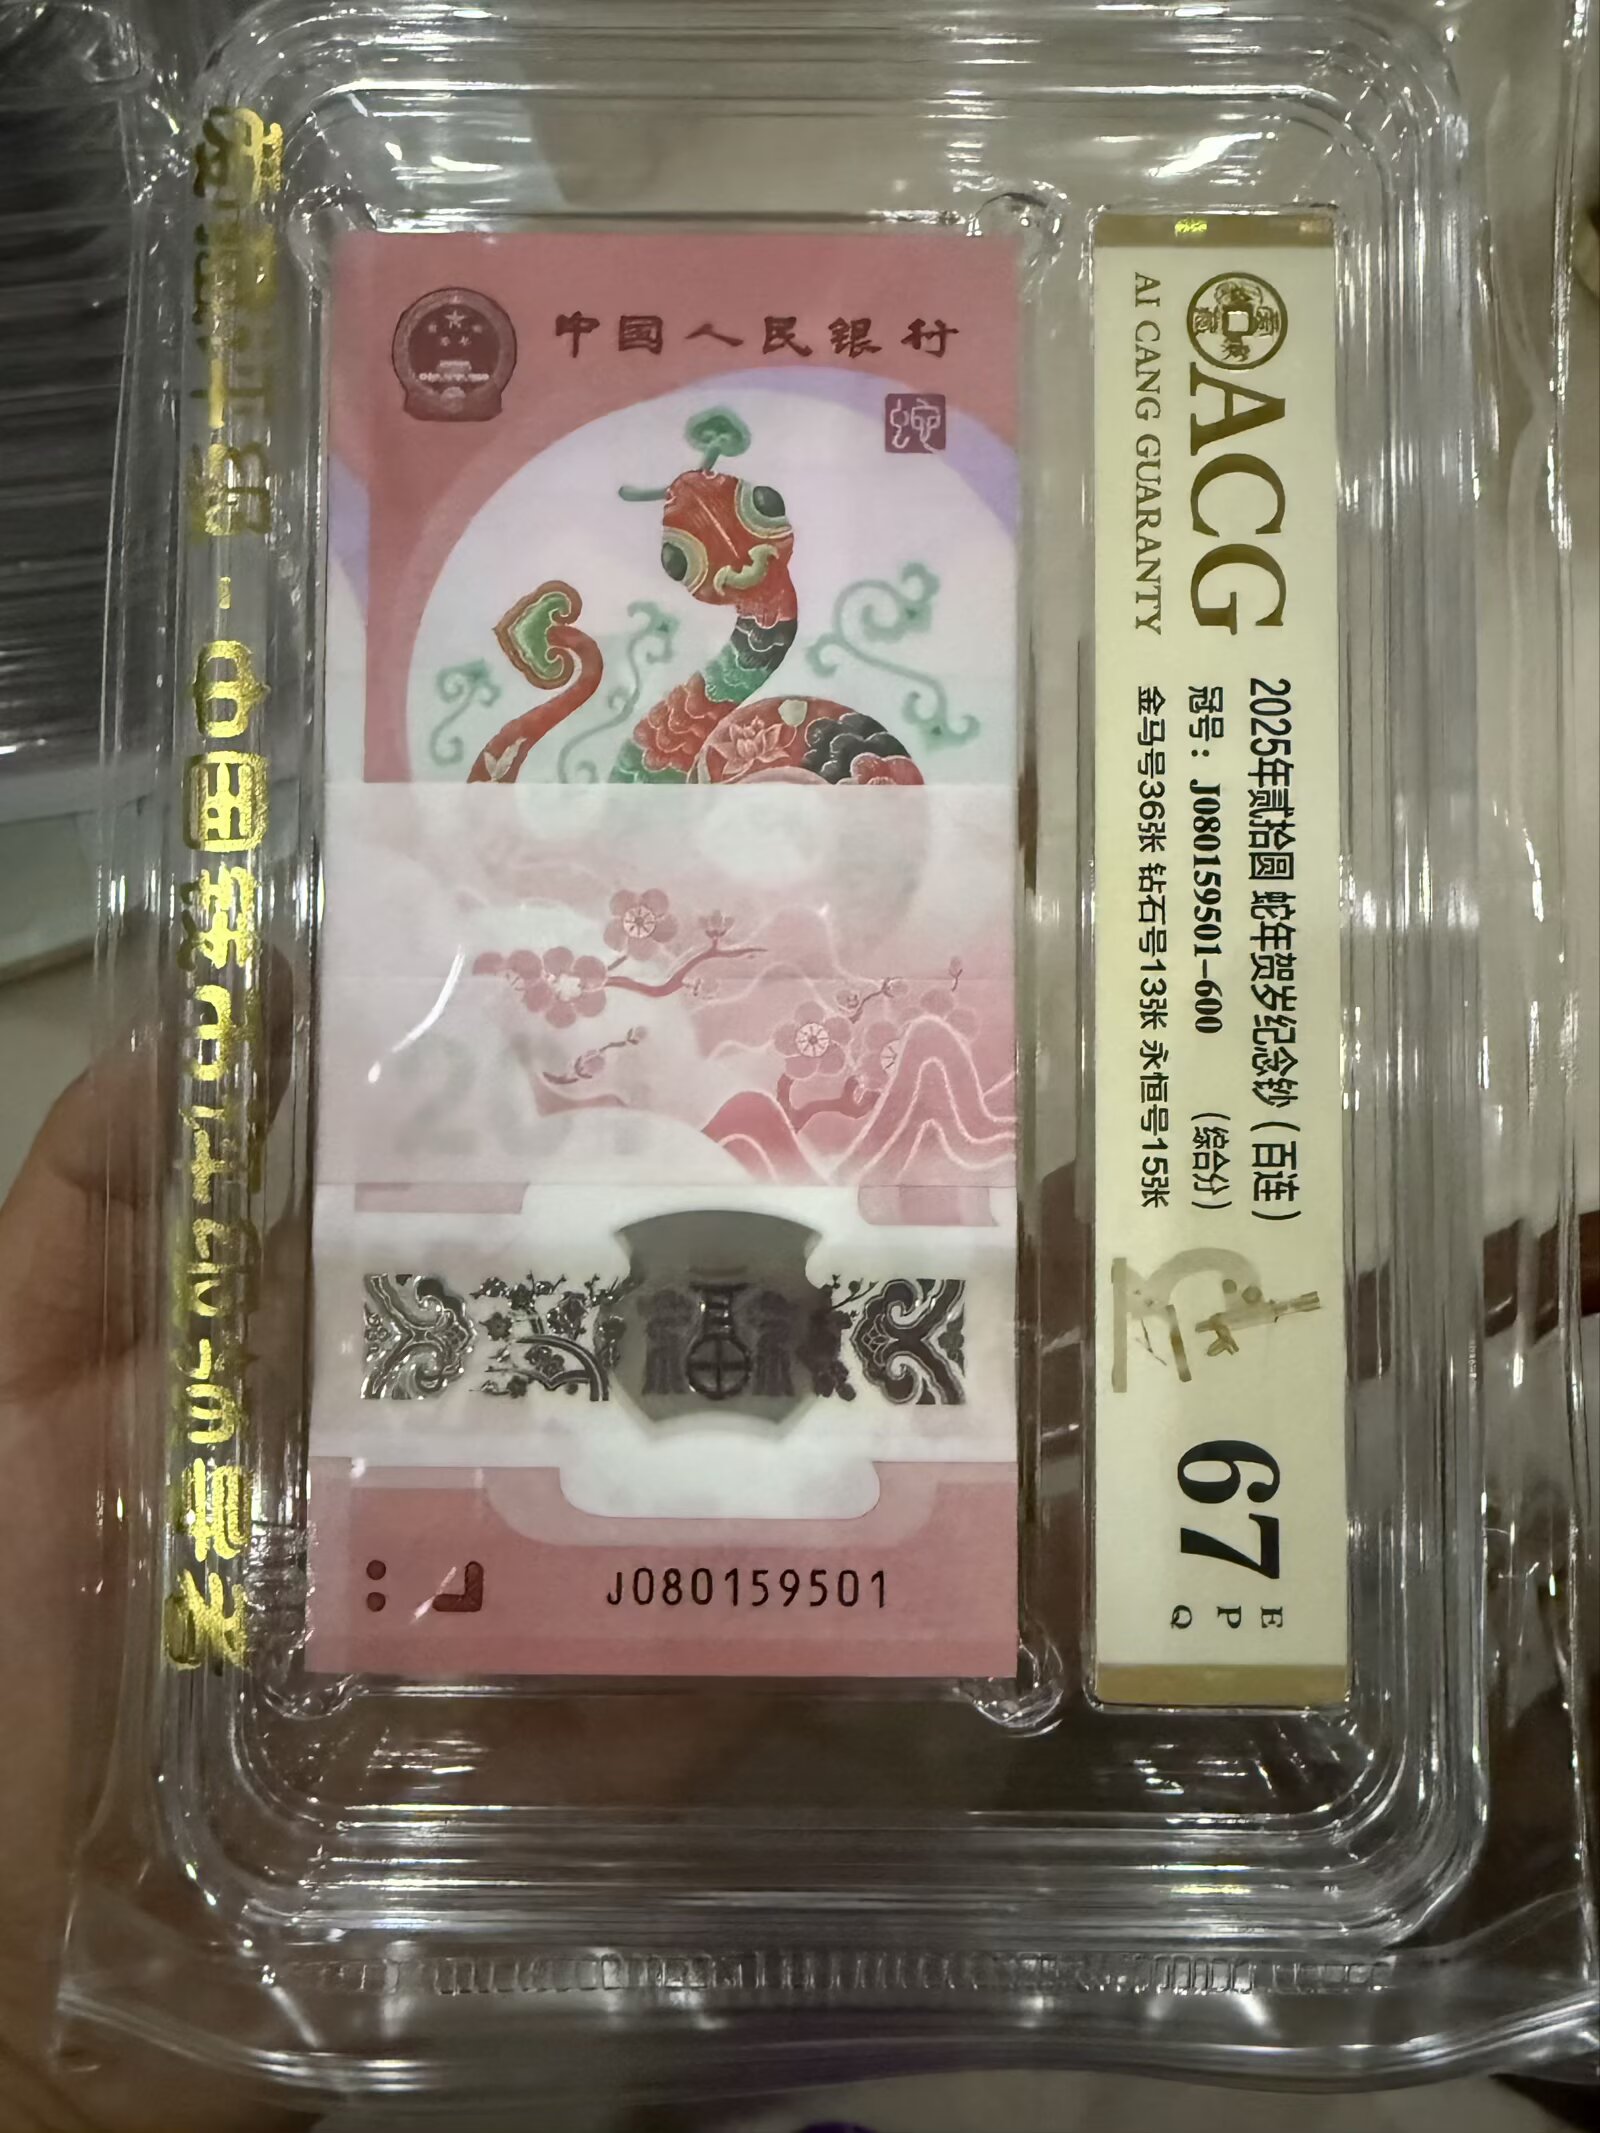 中国人民银行
蛇
J080159501
ACG
AI CANG GUARANTY
2025年贰拾圆 蛇年贺岁纪念钞（百连）
冠号：J080159501-600 （综合分）
金马号36张 钻石号13张 永恒号15张
67
E
P
Q